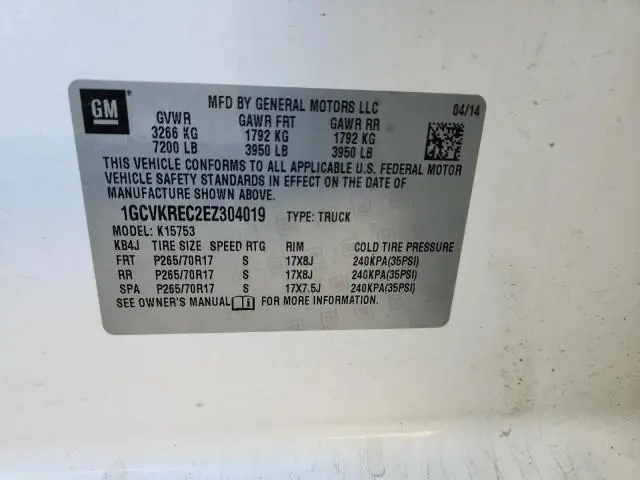 GM
MFD BY GENERAL MOTORS LLC 04/14
GVWR GAWR FRT GAWR RR
3266 KG 1792 KG 1792 KG
7200 LB 3950 LB 3950 LB
THIS VEHICLE CONFORMS TO ALL APPLICABLE U.S. FEDERAL MOTOR
VEHICLE SAFETY STANDARDS IN EFFECT ON THE DATE OF
MANUFACTURE SHOWN ABOVE.
1GCVKREC2EZ304019 TYPE: TRUCK
MODEL: K15753
KB4J TIRE SIZE SPEED RTG RIM COLD TIRE PRESSURE
FRT P265/70R17 S 17X8J 240KPA(35PSI)
RR P265/70R17 S 17X8J 240KPA(35PSI)
SPA P265/70R17 S 17X7.5J 240KPA(35PSI)
SEE OWNER'S MANUAL FOR MORE INFORMATION.